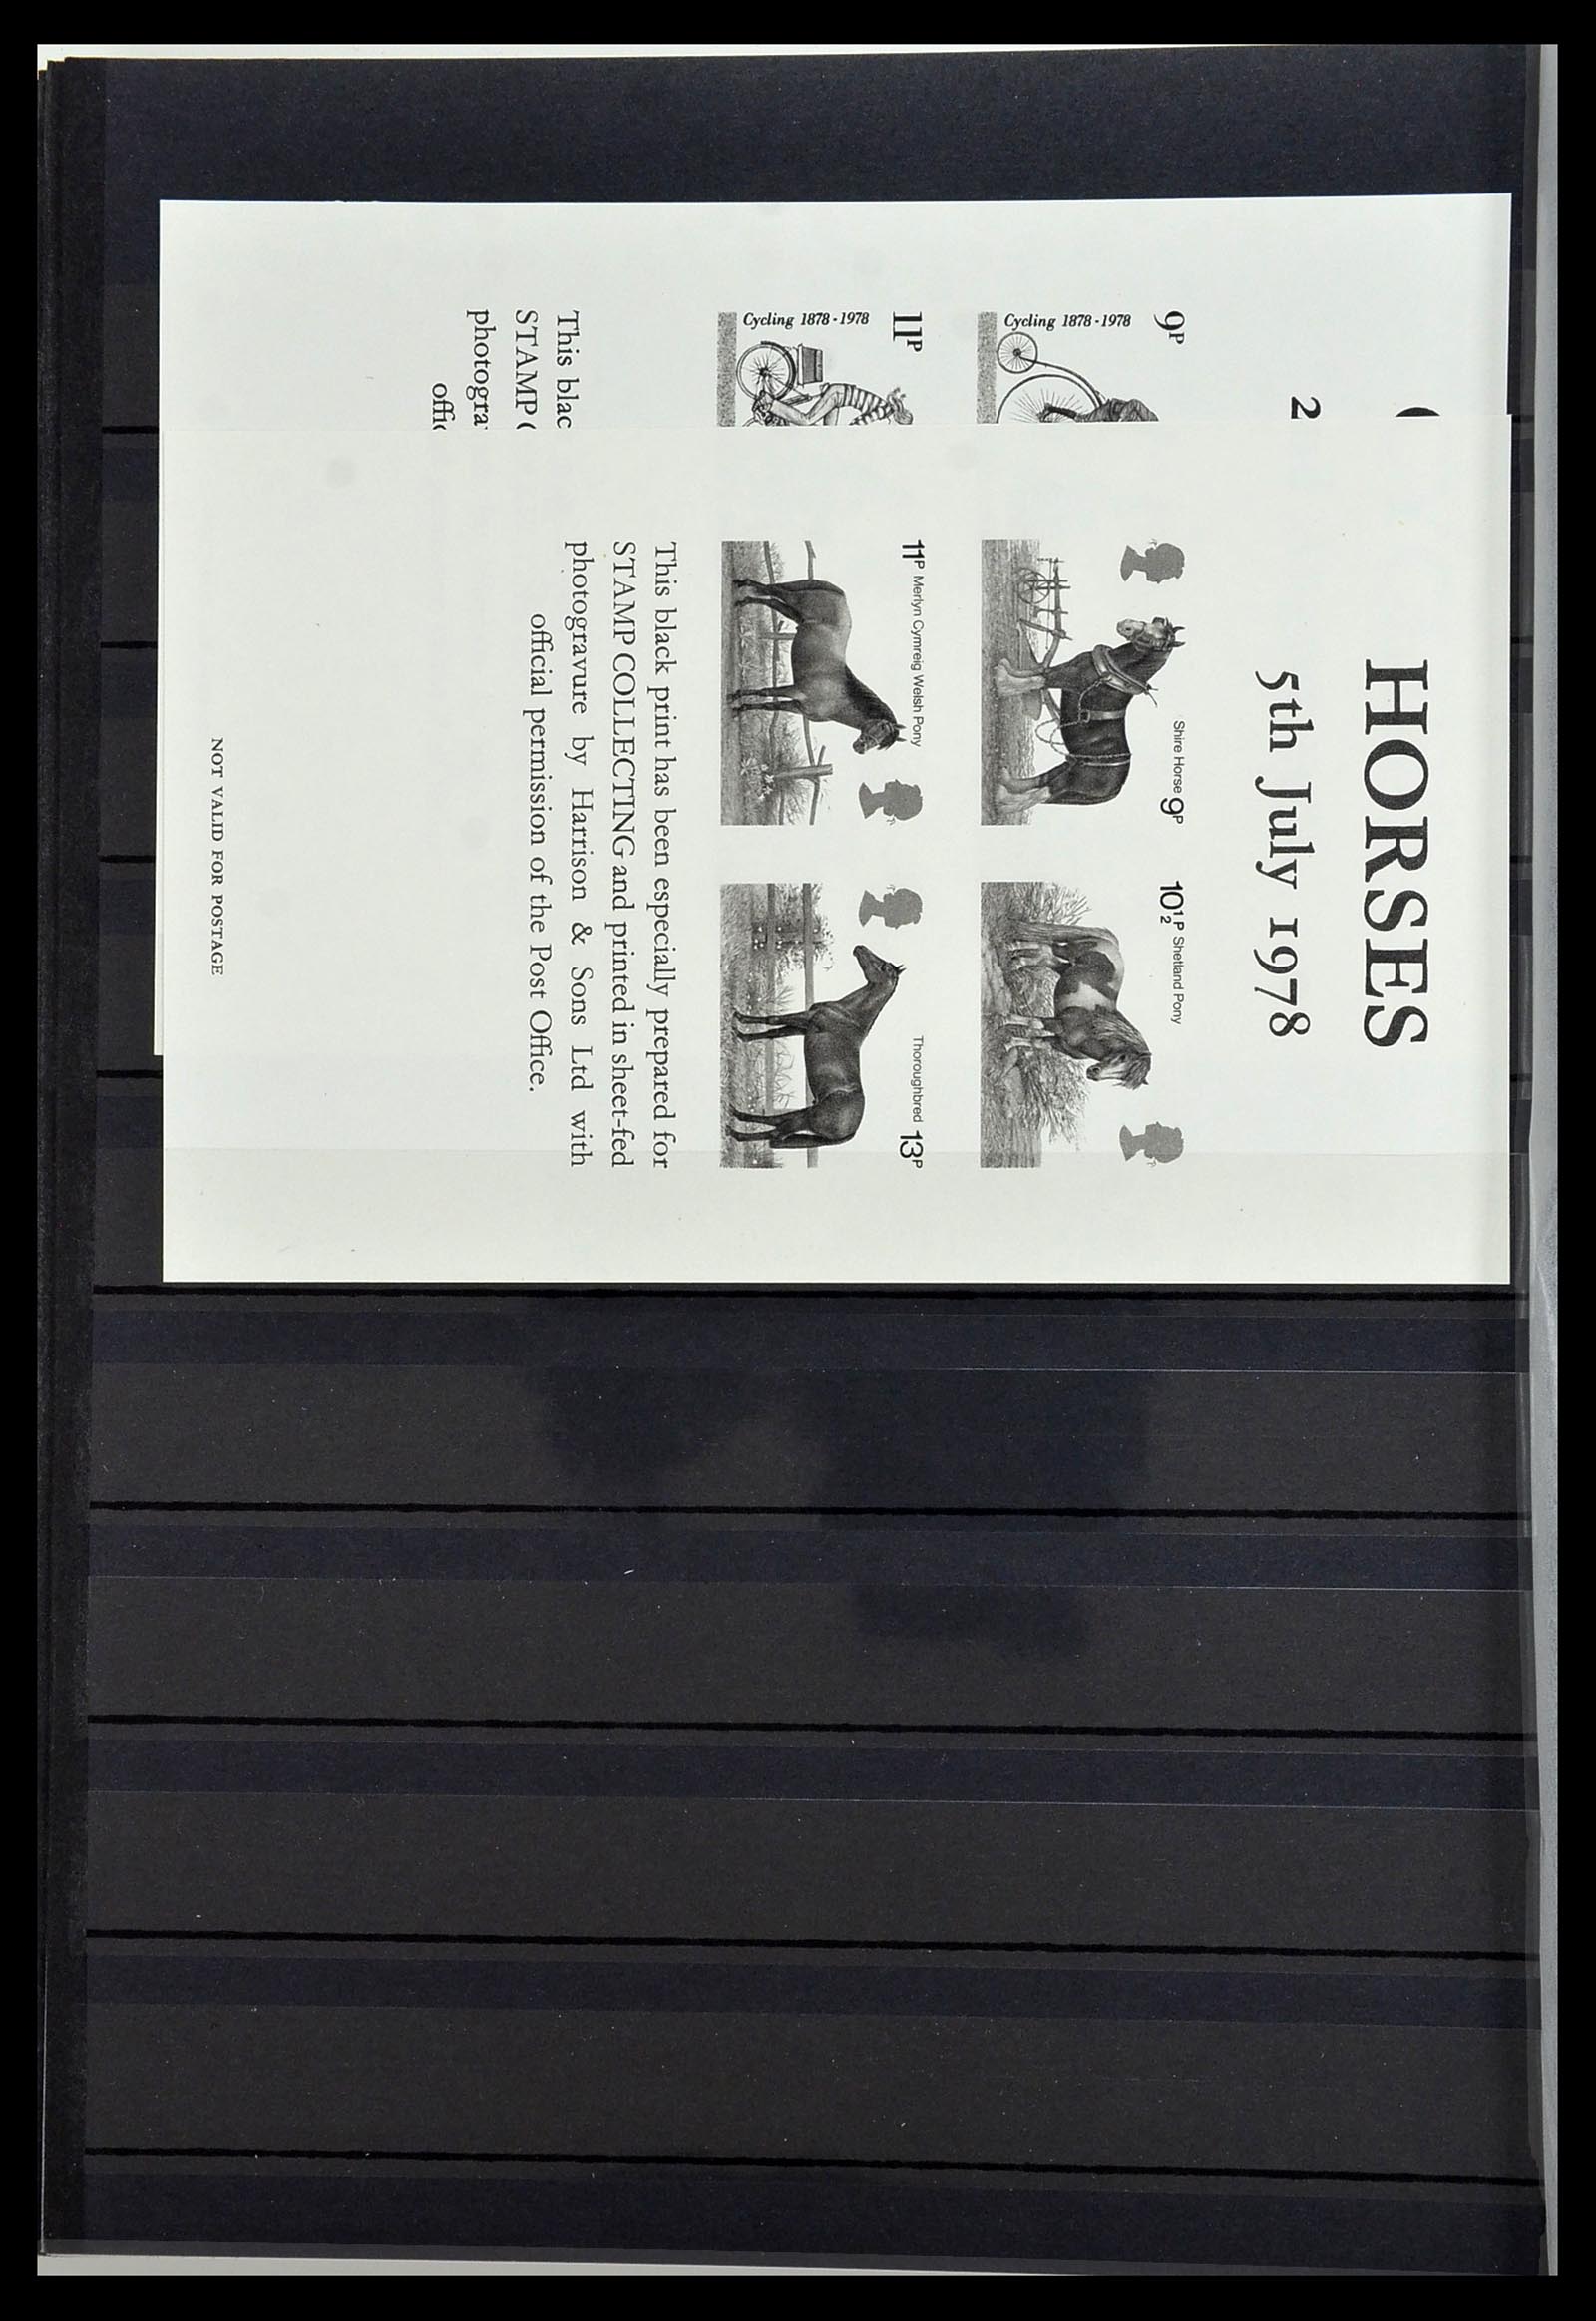 HORSES
5th July 1978
Shire Horse 9P
10½P Shetland Pony
11P Merlyn Cymreig Welsh Pony
Thoroughbred 13P
This black print has been especially prepared for
STAMP COLLECTING and printed in sheet-fed
photogravure by Harrison & Sons Ltd with
official permission of the Post Office.
NOT VALID FOR POSTAGE
2
9P
Cycling 1878-1978
11P
Cycling 1878-1978
This blac
STAMP C
photogra
offic